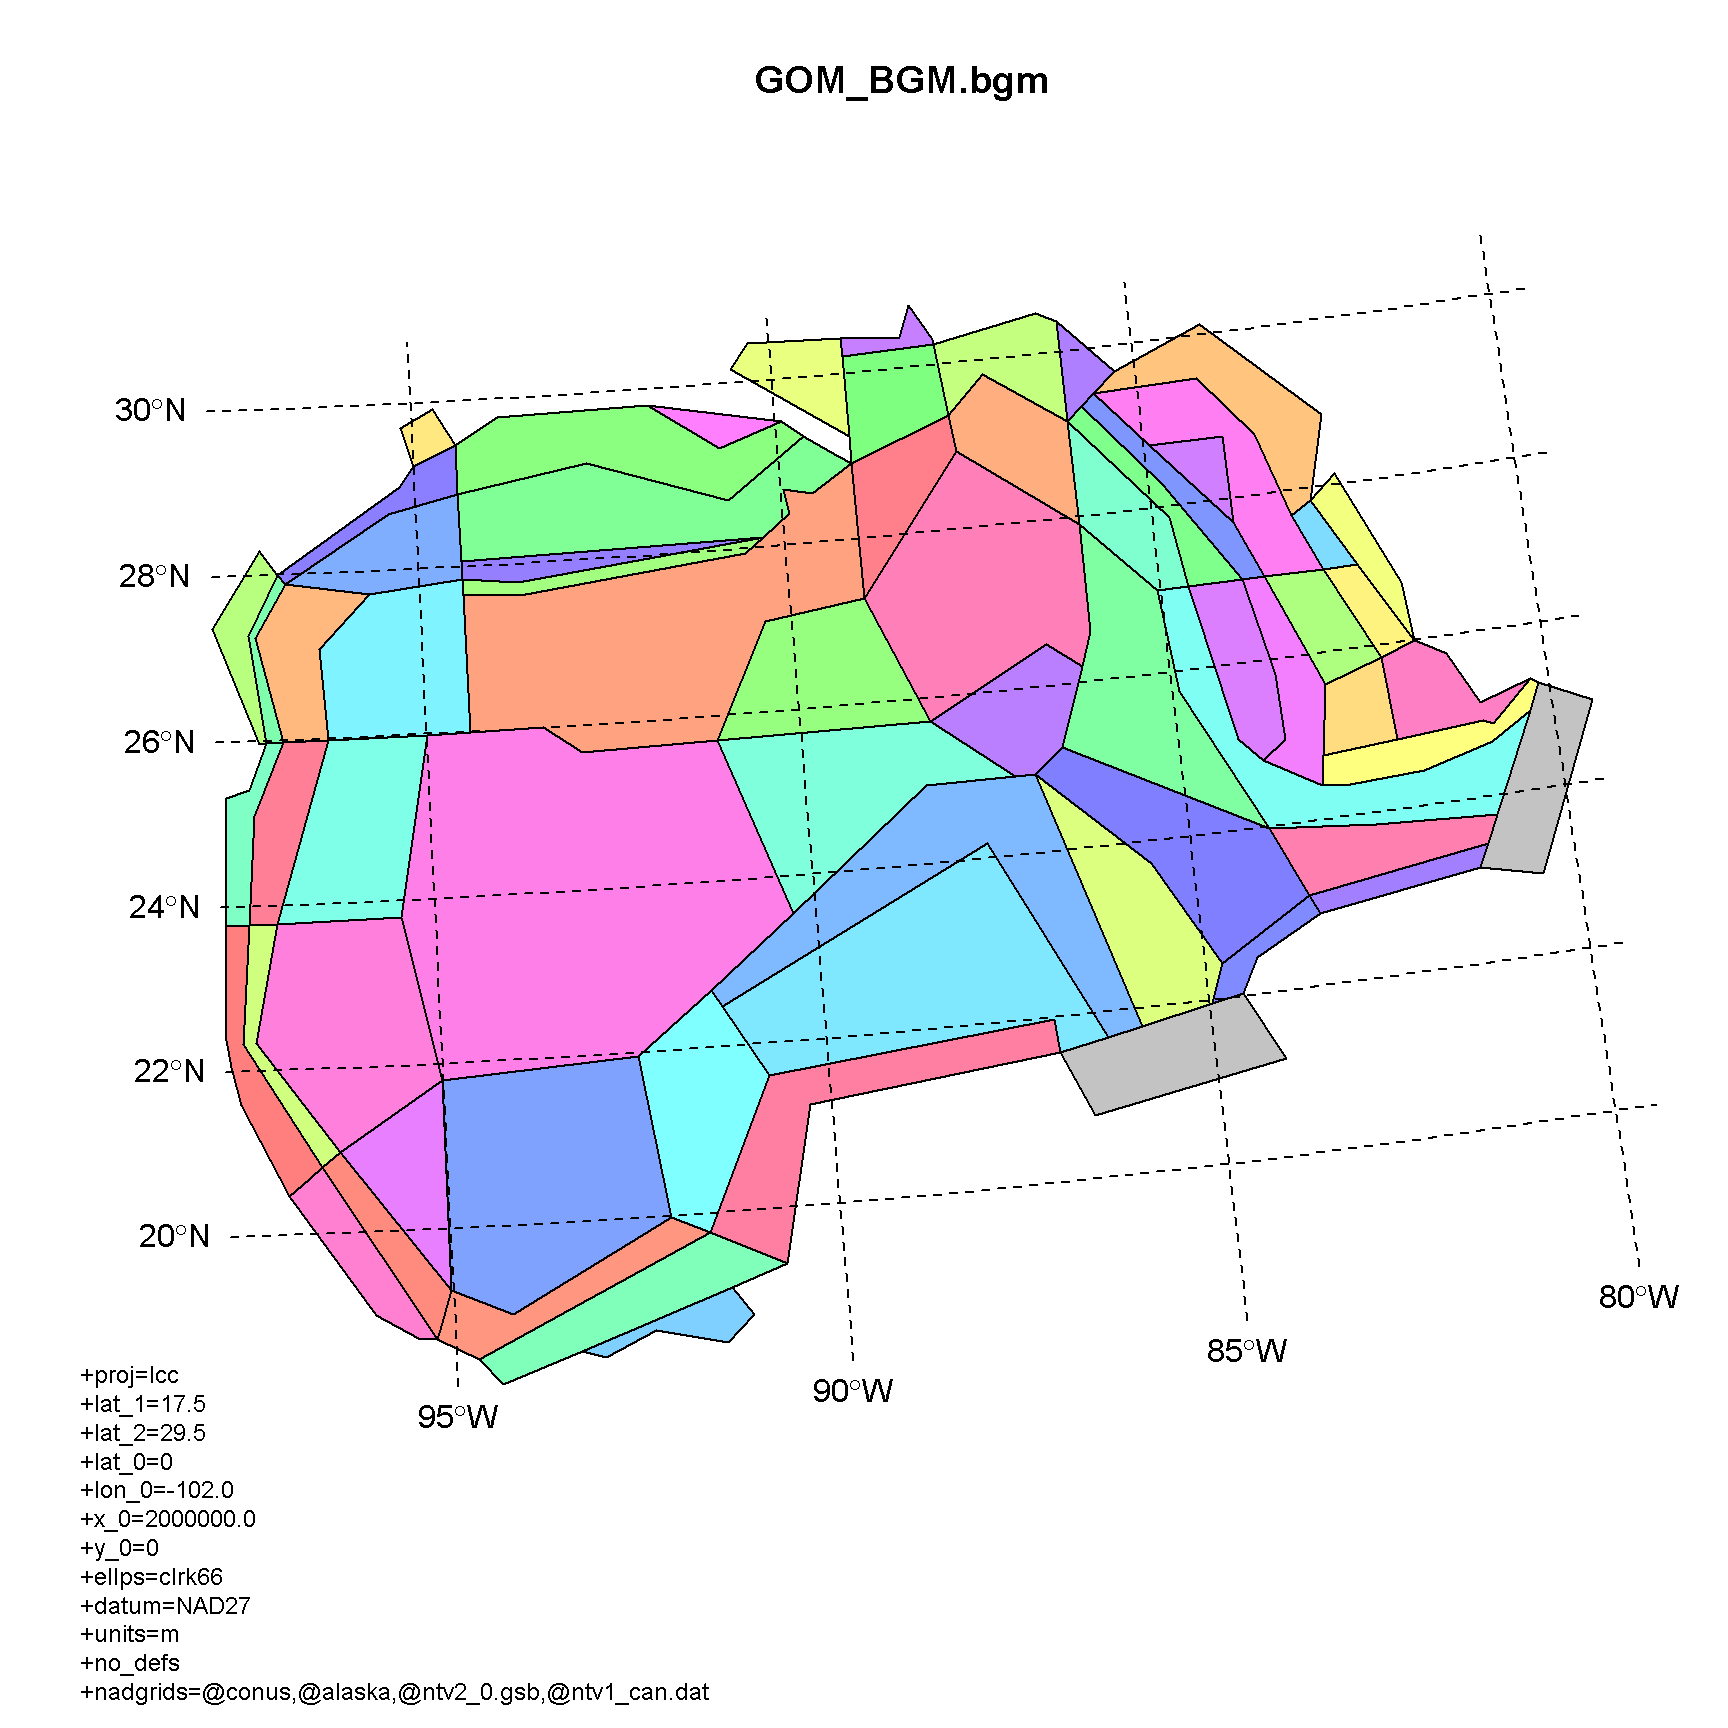 GOM_BGM.bgm
30°N
28°N
26°N
24°N
22°N
20°N
80°W
85°W
90°W
95°W
+proj=lcc
+lat_1=17.5
+lat_2=29.5
+lat_0=0
+lon_0=-102.0
+x_0=2000000.0
+y_0=0
+ellps=clrk66
+datum=NAD27
+units=m
+no_defs
+nadgrids=@conus,@alaska,@ntv2_0.gsb,@ntv1_can.dat